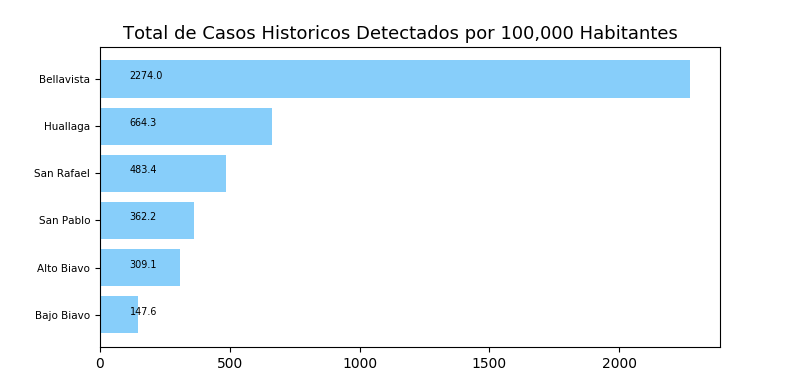 Total de Casos Historicos Detectados por 100,000 Habitantes
Bellavista 2274.0
Huallaga 664.3
San Rafael 483.4
San Pablo 362.2
Alto Biavo 309.1
Bajo Biavo 147.6
0 500 1000 1500 2000